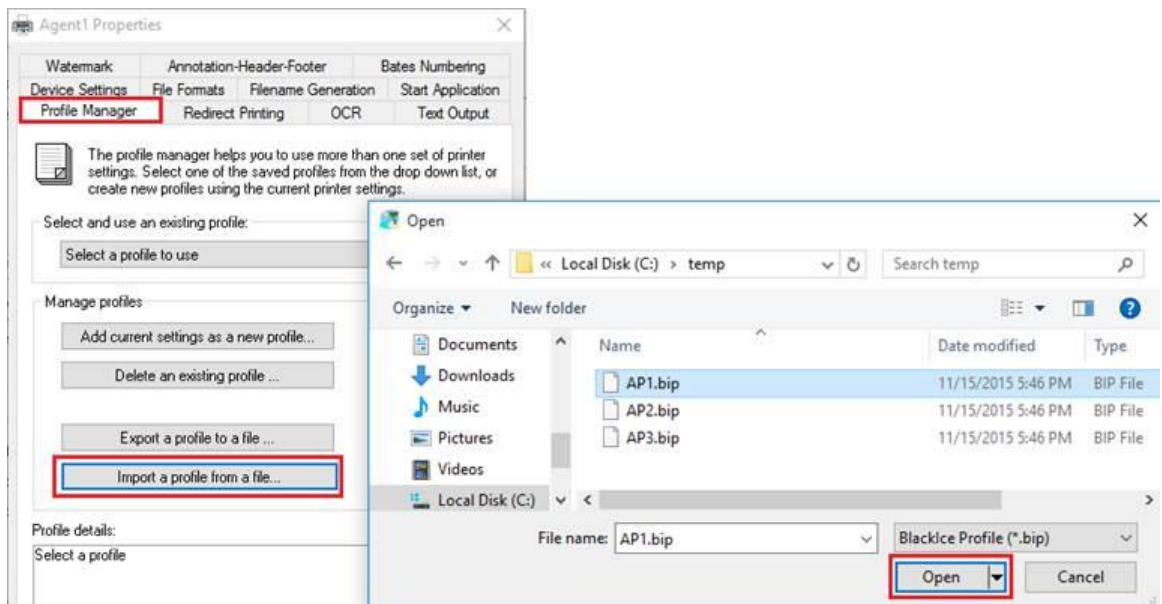 Agent1 Properties
Watermark Annotation-Header-Footer Bates Numbering
Device Settings File Formats Filename Generation Start Application
Profile Manager Redirect Printing OCR Text Output
The profile manager helps you to use more than one set of printer
settings. Select one of the saved profiles from the drop down list, or
create new profiles using the current printer settings.
Select and use an existing profile:
Select a profile to use
Manage profiles
Add current settings as a new profile...
Delete an existing profile ...
Export a profile to a file ...
Import a profile from a file...
Profile details:
Select a profile
Open
« Local Disk (C:) › temp
Search temp
Organize New folder
Documents
Downloads
Music
Pictures
Videos
Local Disk (C:)
Name Date modified Type
AP1.bip 11/15/2015 5:46 PM BIP File
AP2.bip 11/15/2015 5:46 PM BIP File
AP3.bip 11/15/2015 5:46 PM BIP File
File name: AP1.bip BlackIce Profile (*.bip)
Open Cancel